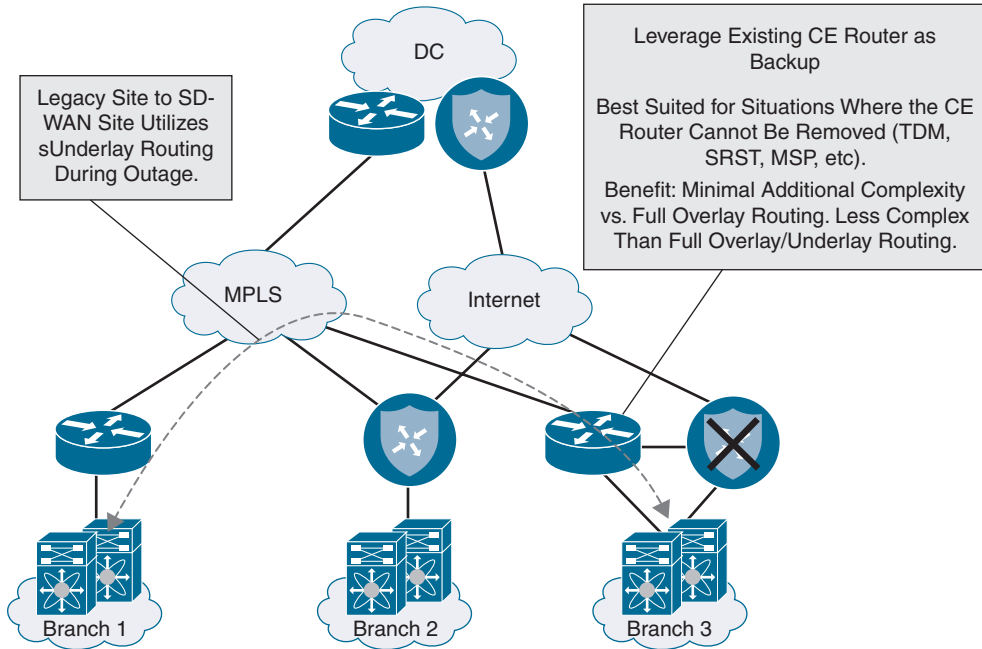 DC
Leverage Existing CE Router as
Backup
Best Suited for Situations Where the CE
Router Cannot Be Removed (TDM,
SRST, MSP, etc).
Benefit: Minimal Additional Complexity
vs. Full Overlay Routing. Less Complex
Than Full Overlay/Underlay Routing.
Legacy Site to SD-
WAN Site Utilizes
sUnderlay Routing
During Outage.
MPLS
Internet
Branch 1
Branch 2
Branch 3